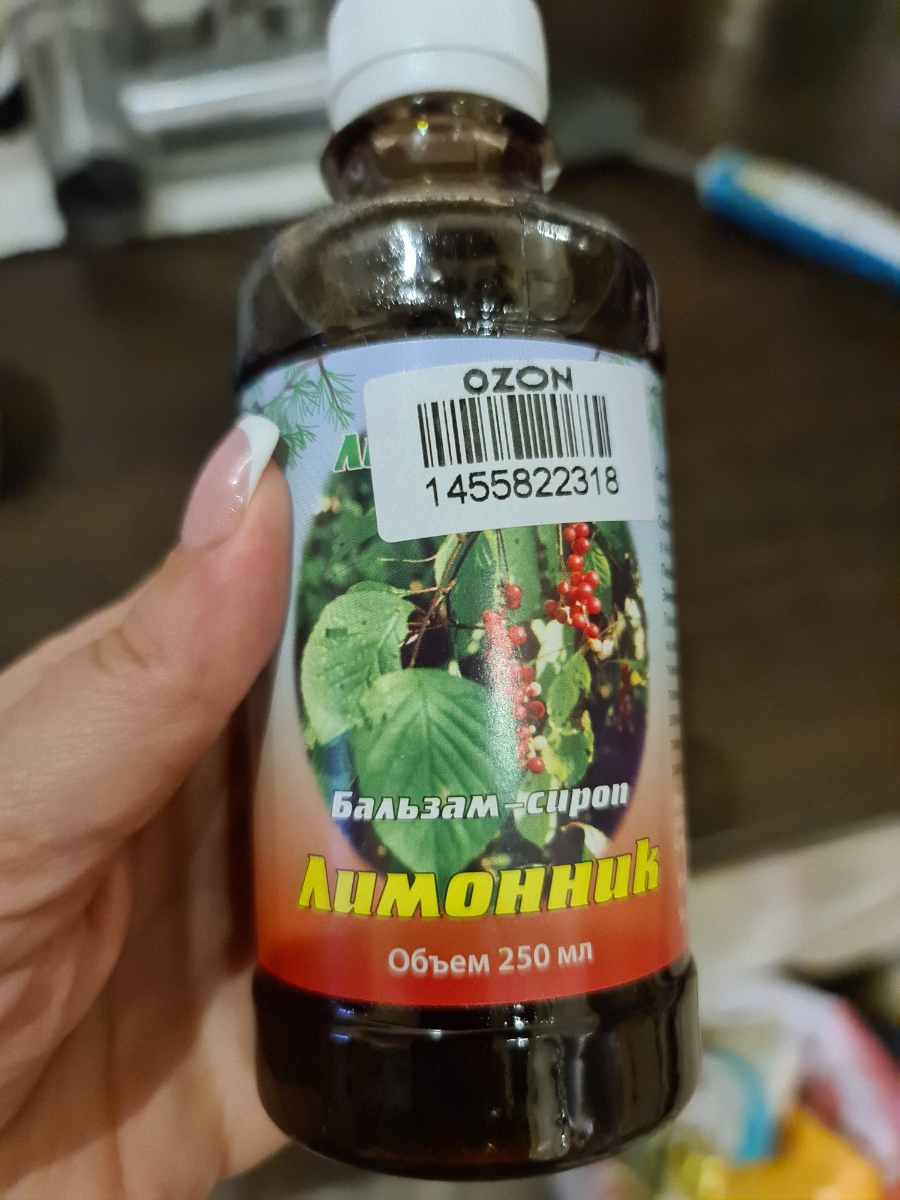 OZON
1455822318
Бальзам-сироп
Лимонник
Объем 250 мл